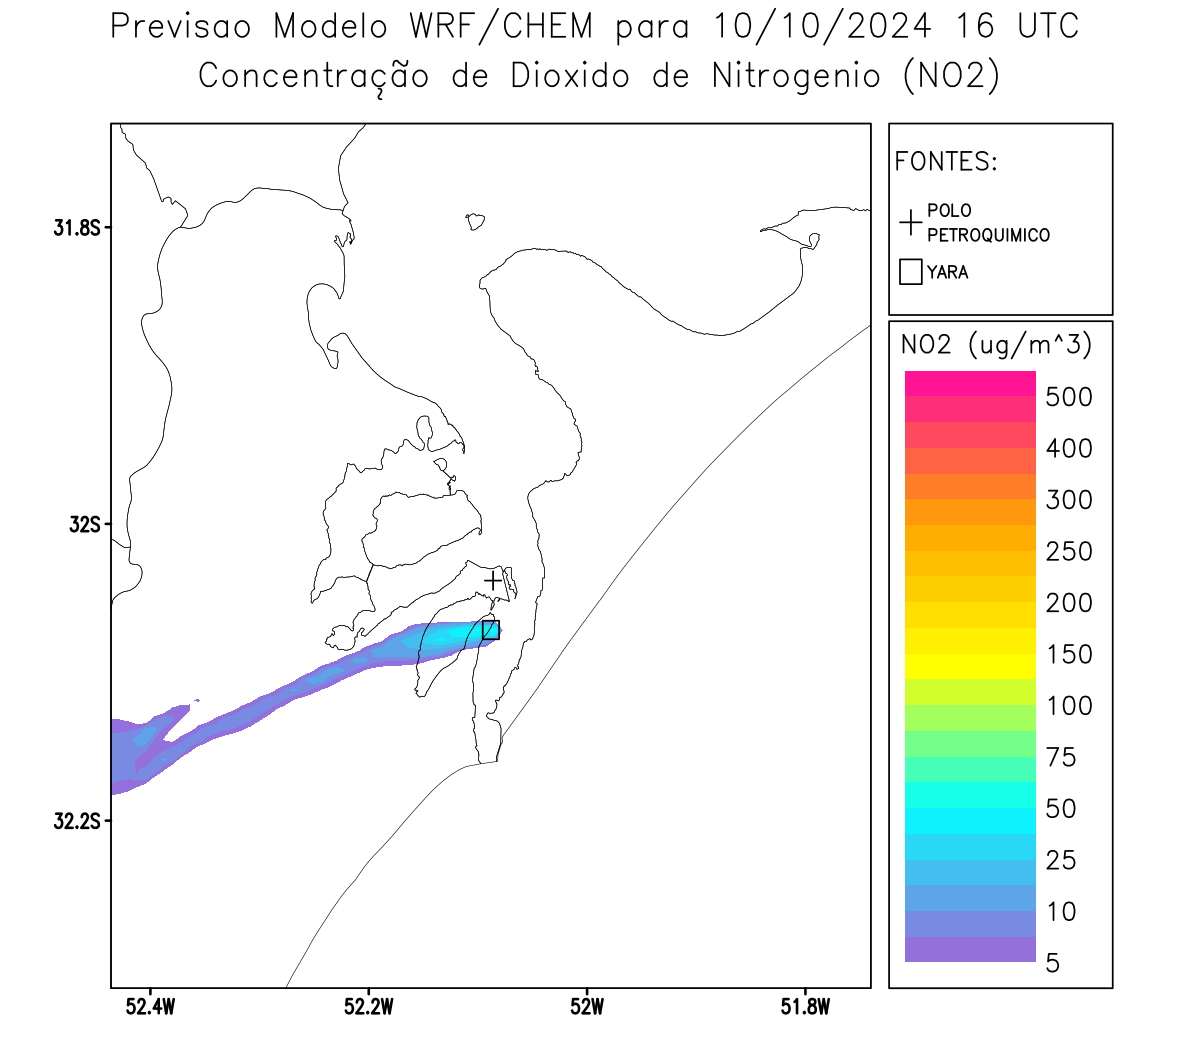 Previsao Modelo WRF/CHEM para 10/10/2024 16 UTC
Concentração de Dioxido de Nitrogenio (NO2)
FONTES:
POLO
PETROQUIMICO
YARA
NO2 (ug/m^3)
500
400
300
250
200
150
100
75
50
25
10
5
31.8S
32S
32.2S
52.4W
52.2W
52W
51.8W